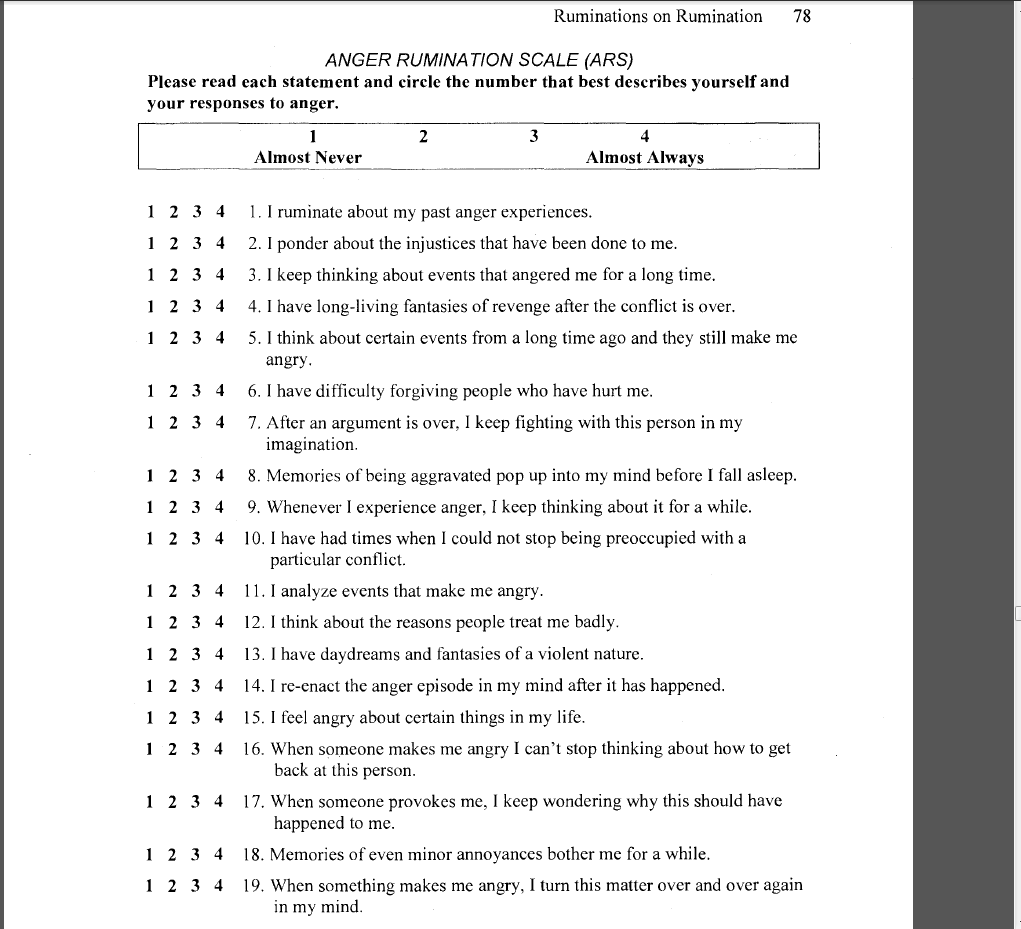 Ruminations on Rumination 78
ANGER RUMINATION SCALE (ARS)
Please read each statement and circle the number that best describes yourself and
your responses to anger.
1 2 3 4
Almost Never Almost Always
1 2 3 4 1. I ruminate about my past anger experiences.
1 2 3 4 2. I ponder about the injustices that have been done to me.
1 2 3 4 3. I keep thinking about events that angered me for a long time.
1 2 3 4 4. I have long-living fantasies of revenge after the conflict is over.
1 2 3 4 5. I think about certain events from a long time ago and they still make me
angry.
1 2 3 4 6. I have difficulty forgiving people who have hurt me.
1 2 3 4 7. After an argument is over, I keep fighting with this person in my
imagination.
1 2 3 4 8. Memories of being aggravated pop up into my mind before I fall asleep.
1 2 3 4 9. Whenever I experience anger, I keep thinking about it for a while.
1 2 3 4 10. I have had times when I could not stop being preoccupied with a
particular conflict.
1 2 3 4 11. I analyze events that make me angry.
1 2 3 4 12. I think about the reasons people treat me badly.
1 2 3 4 13. I have daydreams and fantasies of a violent nature.
1 2 3 4 14. I re-enact the anger episode in my mind after it has happened.
1 2 3 4 15. I feel angry about certain things in my life.
1 2 3 4 16. When someone makes me angry I can't stop thinking about how to get
back at this person.
1 2 3 4 17. When someone provokes me, I keep wondering why this should have
happened to me.
1 2 3 4 18. Memories of even minor annoyances bother me for a while.
1 2 3 4 19. When something makes me angry, I turn this matter over and over again
in my mind.